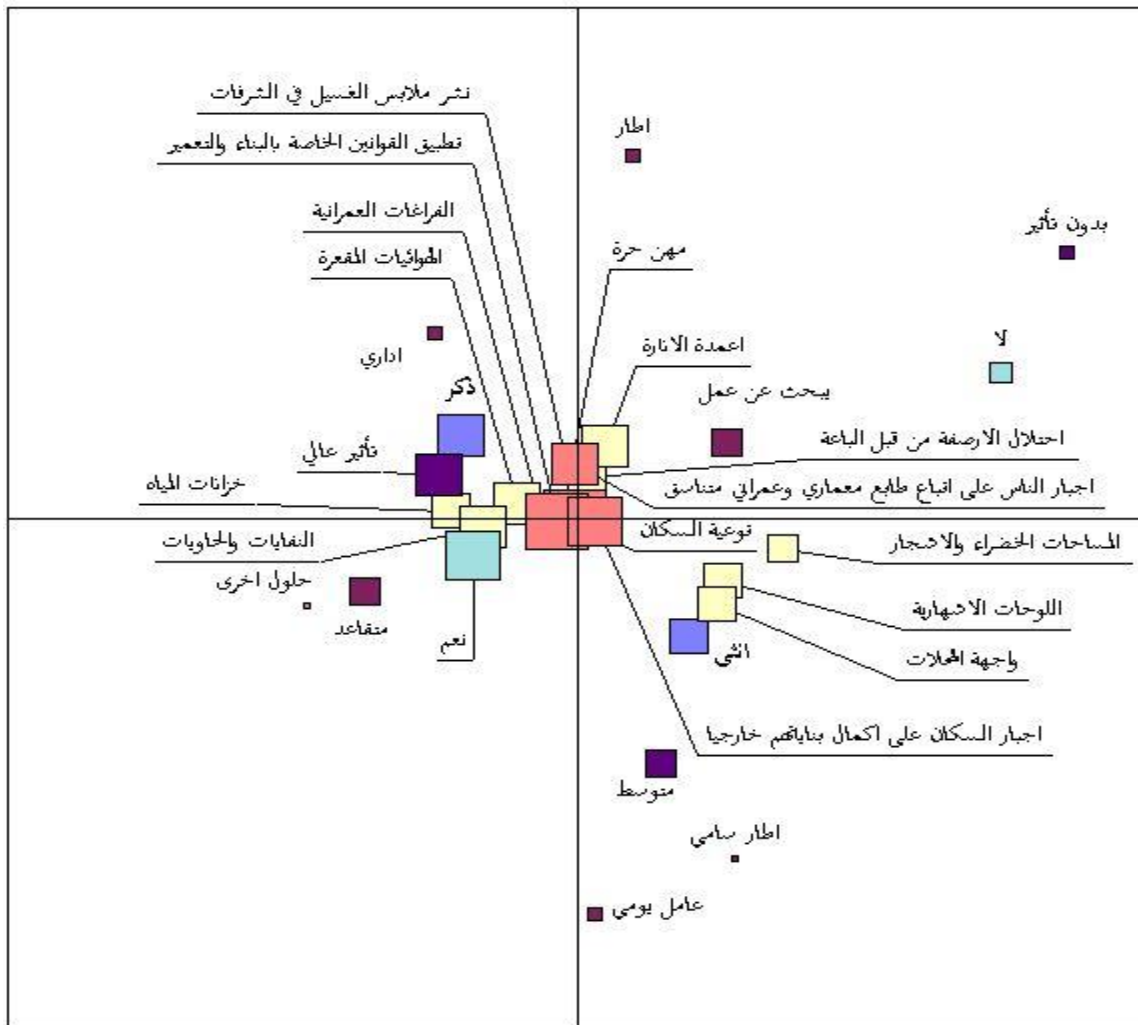 نشر ملابس الغسيل في الشرفات
اطار
تطبيق القوانين الخاصة بالبناء والتعمير
الفراغات العمرانية
بدون تأثير
مهن حرة
الهوائيات المقعرة
لا
اعمدة الانارة
اداري
ذكر
يبحث عن عمل
احتلال الارصفة من قبل الباعة
تأثير عالي
خزانات المياه
اجبار الناس على اتباع طابع معماري وعمراني متناسق
توعية السكان
النفايات والحاويات
المساحات الخضراء والاشجار
حلول اخرى
متقاعد
اللوحات الاشهارية
نعم
انثى
واجهة المحلات
اجبار السكان على اكمال بناياتهم خارجيا
متوسط
اطار سامي
عامل يومي